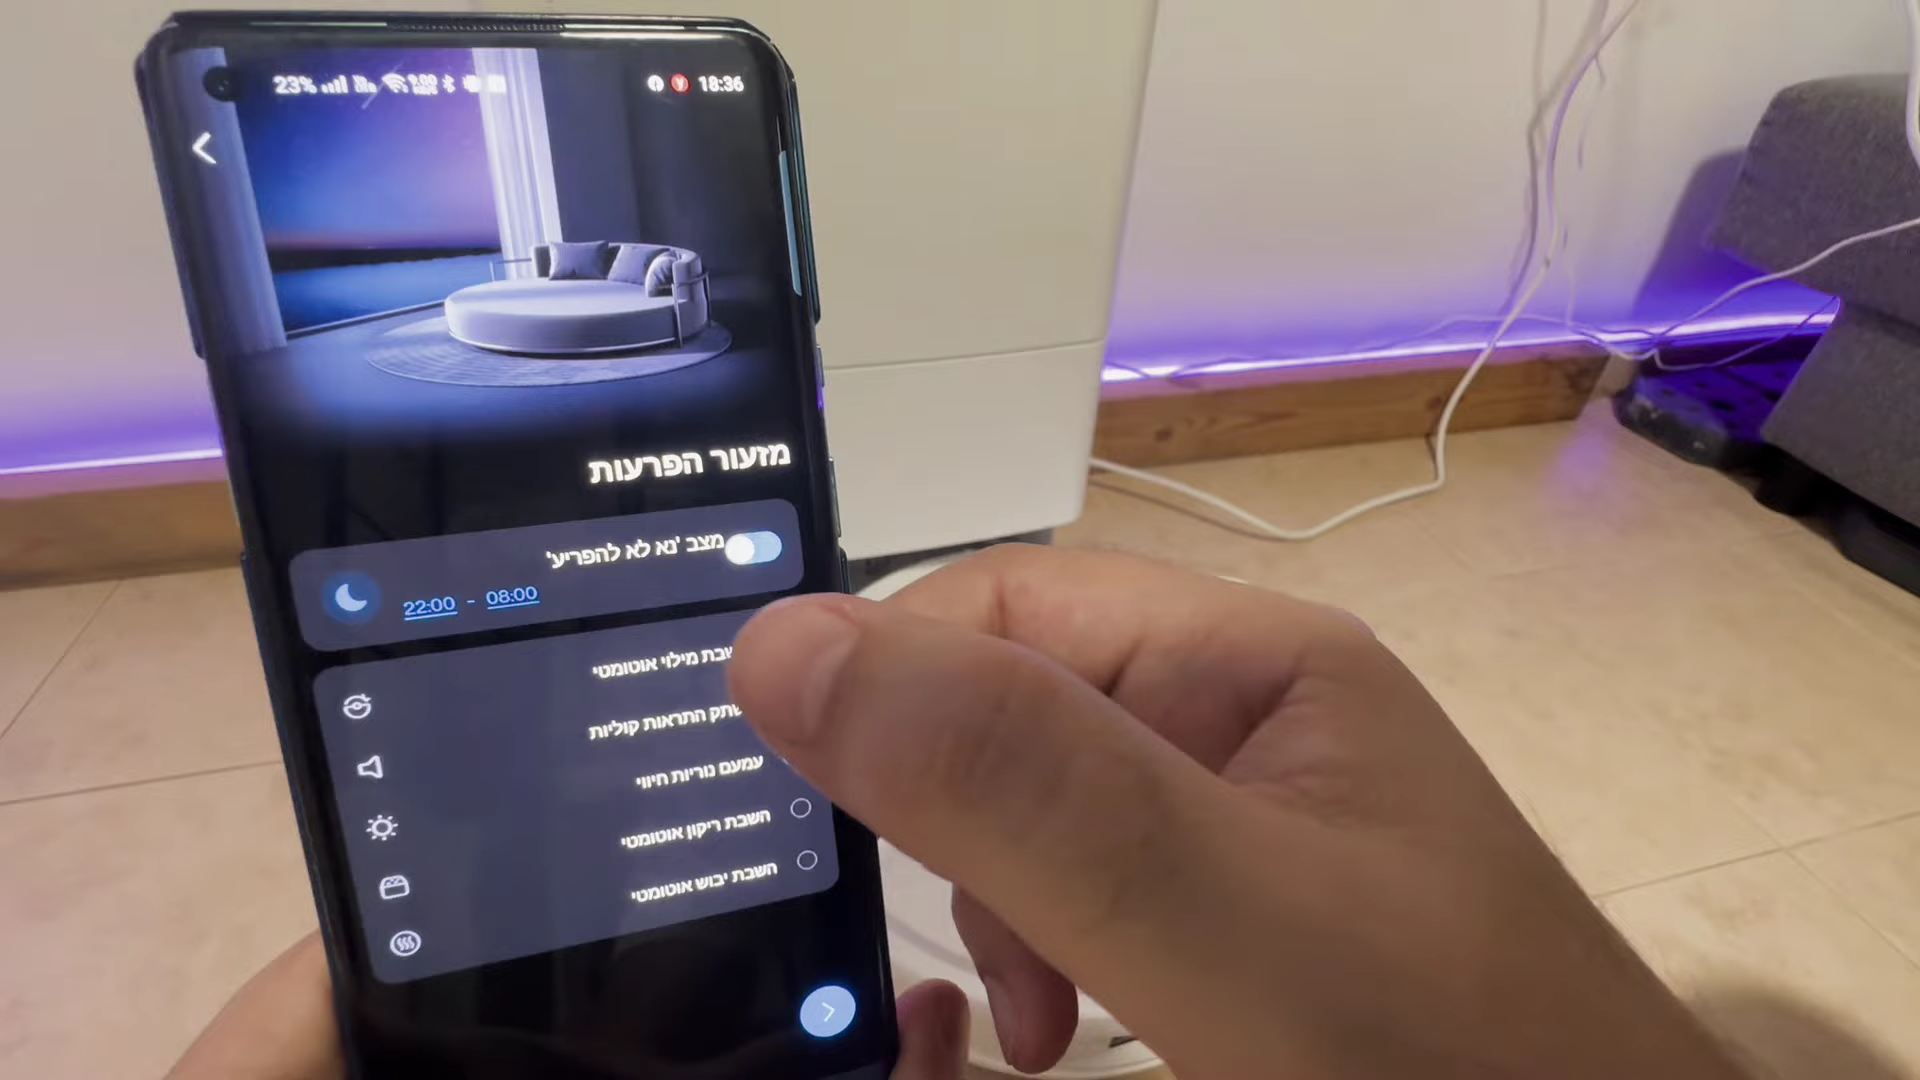 23%
18:36
מזעור הפרעות
מצב 'נא לא להפריע'
22:00 - 08:00
מילוי אוטומטי
התראות קוליות
עמעם נוריות חיווי
השבת ריקון אוטומטי
השבת יבוש אוטומטי